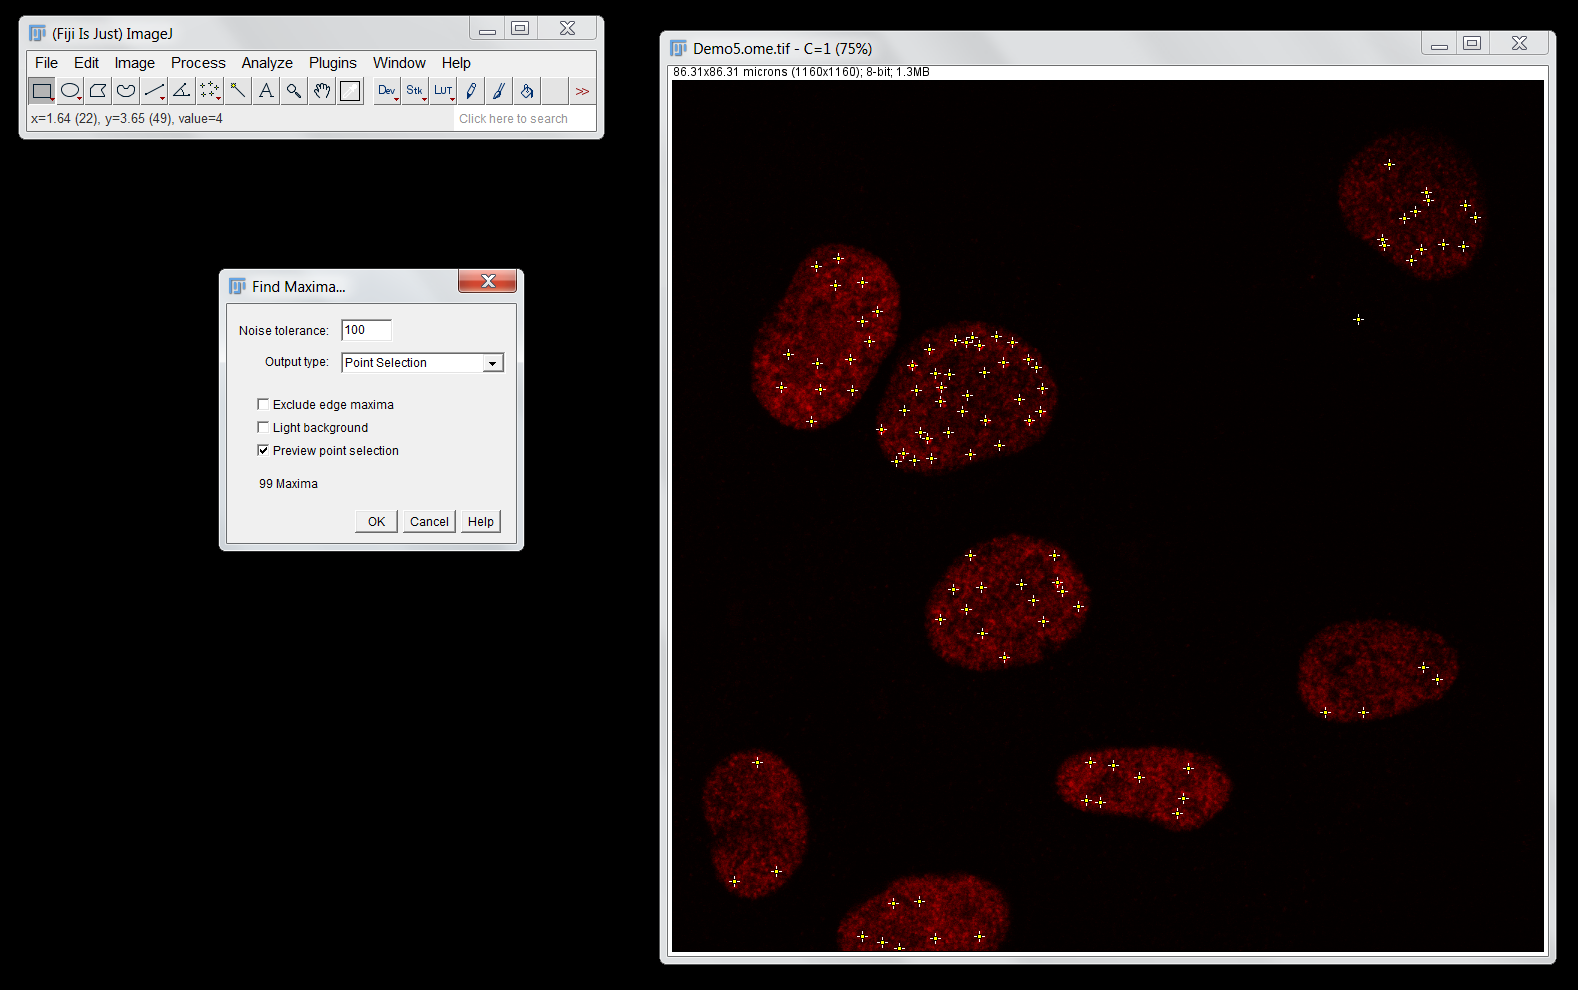 (Fiji Is Just) ImageJ
File Edit Image Process Analyze Plugins Window Help
A Dev Stk LUT >>
x=1.64 (22), y=3.65 (49), value=4
Click here to search
Find Maxima...
Noise tolerance: 100
Output type: Point Selection
Exclude edge maxima
Light background
Preview point selection
99 Maxima
OK Cancel Help
Demo5.ome.tif - C=1 (75%)
86.31x86.31 microns (1160x1160); 8-bit; 1.3MB